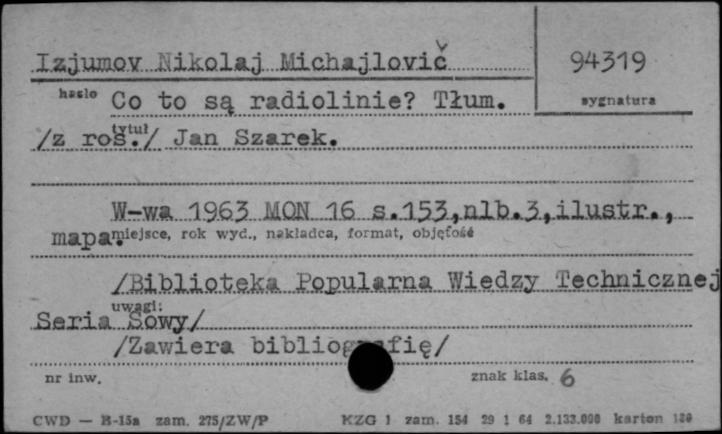 Izjumov Nikolaj Michajlovič
94319
hasło Co to są radiolinie? Tłum.
sygnatura
tytuł
/z roś./ Jan Szarek.
W-wa 1963 MON 16 s.153,nlb.3,ilustr.,
mapa. miejsce, rok wyd., nakładca, format, objętość
/Biblioteka Popularna Wiedzy Technicznej
uwagi:
Seria Sowy/
/Zawiera bibliografię/
nr inw.
znak klas. 6
CWD — B-15a zam. 275/ZW/P
KZG 1 zam. 154 29 1 64 2.133.000 karton